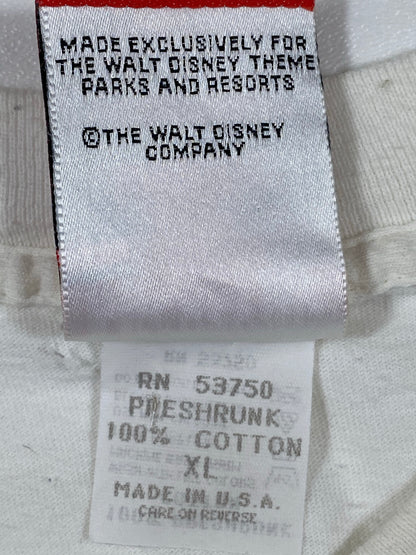 MADE EXCLUSIVELY FOR
THE WALT DISNEY THEME
PARKS AND RESORTS
©THE WALT DISNEY
COMPANY
RN 53750
PRESHRUNK
100% COTTON
XL
MADE IN U.S.A.
CARE ON REVERSE